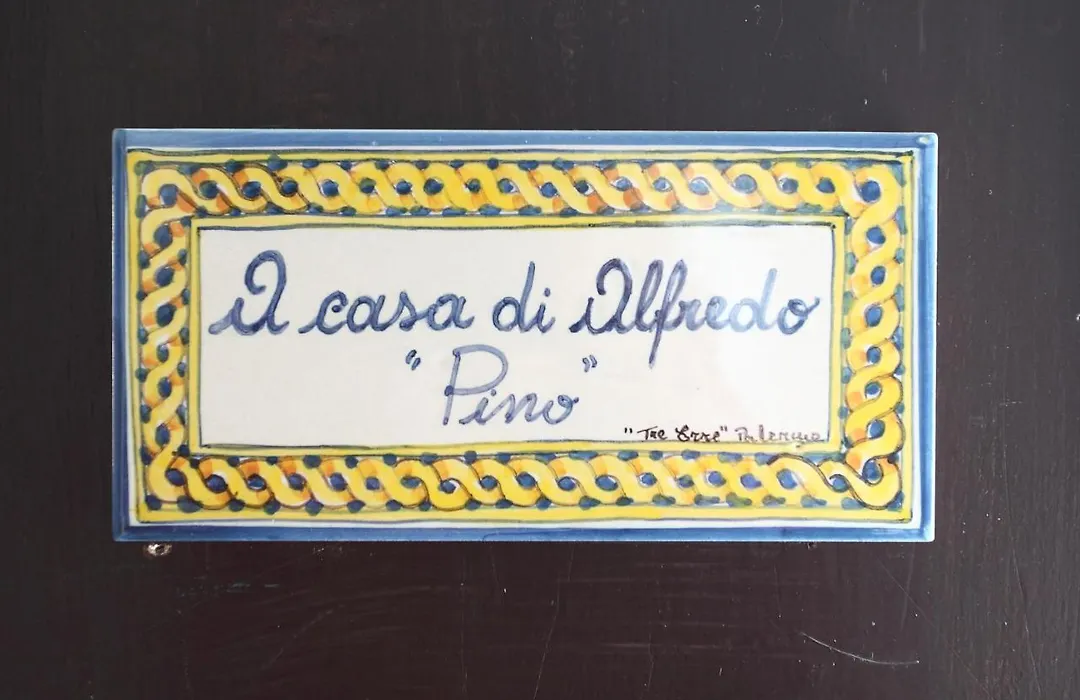 A casa di Alfredo
"Pino"
"Tre Erre" Palermo